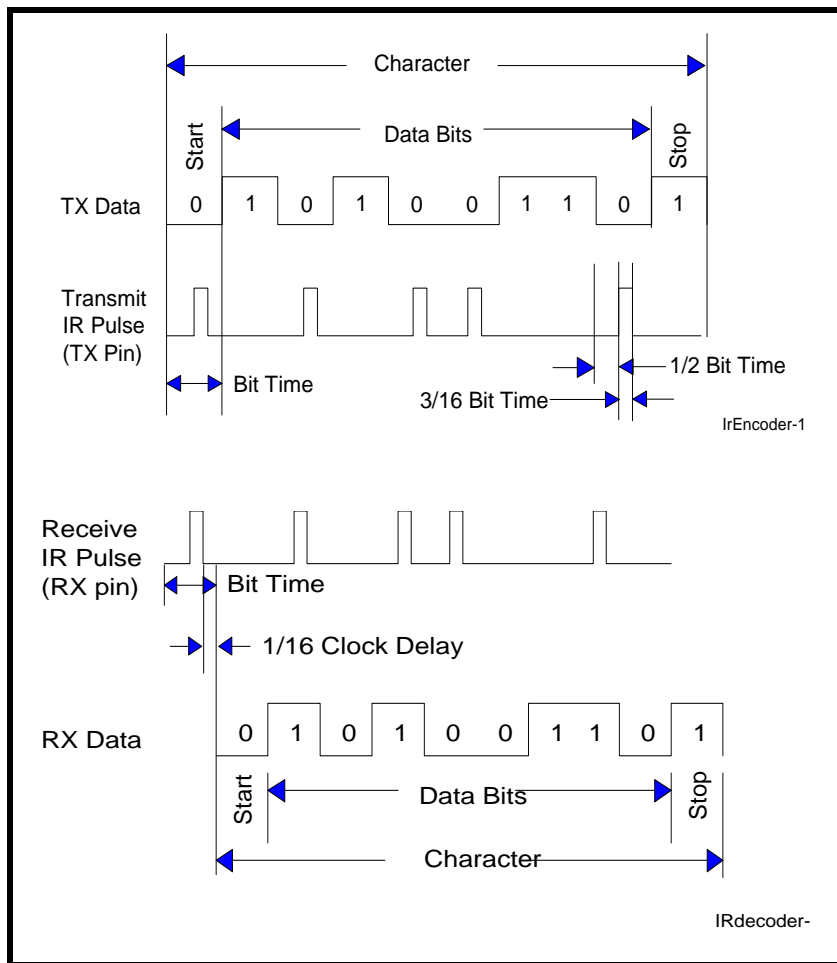 Character
Start
Data Bits
Stop
TX Data
0 1 0 1 0 0 1 1 0 1
Transmit
IR Pulse
(TX Pin)
Bit Time
1/2 Bit Time
3/16 Bit Time
IrEncoder-1
Receive
IR Pulse
(RX pin)
Bit Time
1/16 Clock Delay
RX Data
0 1 0 1 0 0 1 1 0 1
Start
Data Bits
Stop
Character
IRdecoder-